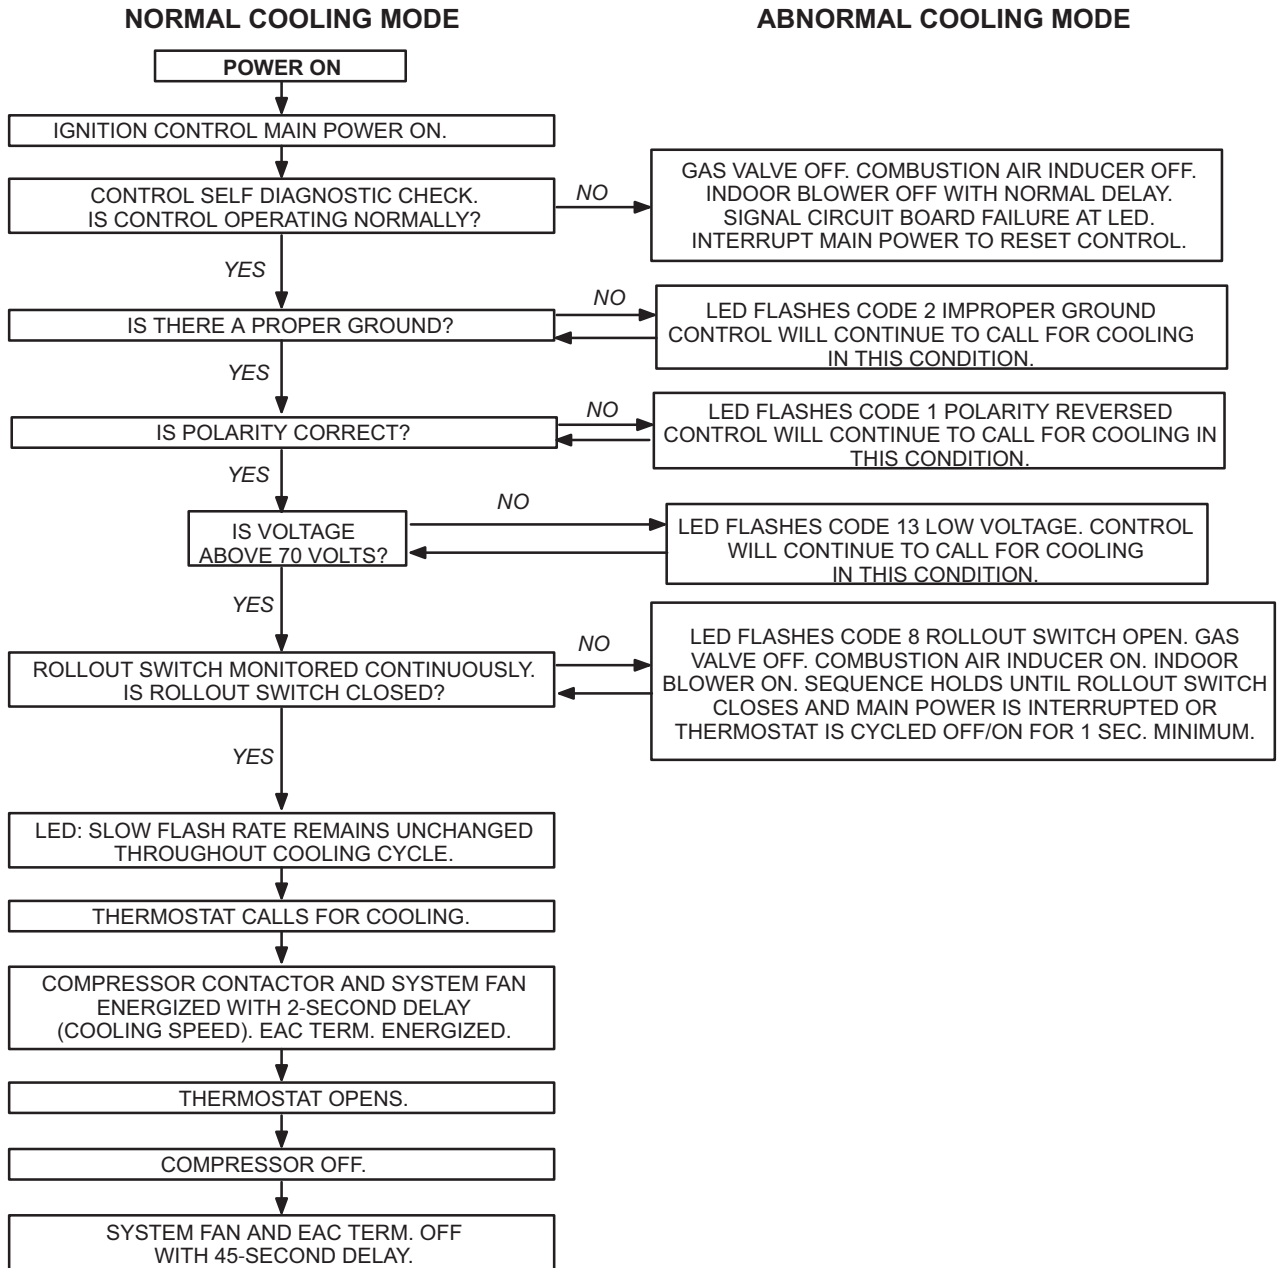 NORMAL COOLING MODE
ABNORMAL COOLING MODE
POWER ON
IGNITION CONTROL MAIN POWER ON.
CONTROL SELF DIAGNOSTIC CHECK.
IS CONTROL OPERATING NORMALLY?
NO
GAS VALVE OFF. COMBUSTION AIR INDUCER OFF.
INDOOR BLOWER OFF WITH NORMAL DELAY.
SIGNAL CIRCUIT BOARD FAILURE AT LED.
INTERRUPT MAIN POWER TO RESET CONTROL.
YES
IS THERE A PROPER GROUND?
NO
LED FLASHES CODE 2 IMPROPER GROUND
CONTROL WILL CONTINUE TO CALL FOR COOLING
IN THIS CONDITION.
YES
IS POLARITY CORRECT?
NO
LED FLASHES CODE 1 POLARITY REVERSED
CONTROL WILL CONTINUE TO CALL FOR COOLING IN
THIS CONDITION.
YES
IS VOLTAGE
ABOVE 70 VOLTS?
NO
LED FLASHES CODE 13 LOW VOLTAGE. CONTROL
WILL CONTINUE TO CALL FOR COOLING
IN THIS CONDITION.
YES
ROLLOUT SWITCH MONITORED CONTINUOUSLY.
IS ROLLOUT SWITCH CLOSED?
NO
LED FLASHES CODE 8 ROLLOUT SWITCH OPEN. GAS
VALVE OFF. COMBUSTION AIR INDUCER ON. INDOOR
BLOWER ON. SEQUENCE HOLDS UNTIL ROLLOUT SWITCH
CLOSES AND MAIN POWER IS INTERRUPTED OR
THERMOSTAT IS CYCLED OFF/ON FOR 1 SEC. MINIMUM.
YES
LED: SLOW FLASH RATE REMAINS UNCHANGED
THROUGHOUT COOLING CYCLE.
THERMOSTAT CALLS FOR COOLING.
COMPRESSOR CONTACTOR AND SYSTEM FAN
ENERGIZED WITH 2-SECOND DELAY
(COOLING SPEED). EAC TERM. ENERGIZED.
THERMOSTAT OPENS.
COMPRESSOR OFF.
SYSTEM FAN AND EAC TERM. OFF
WITH 45-SECOND DELAY.